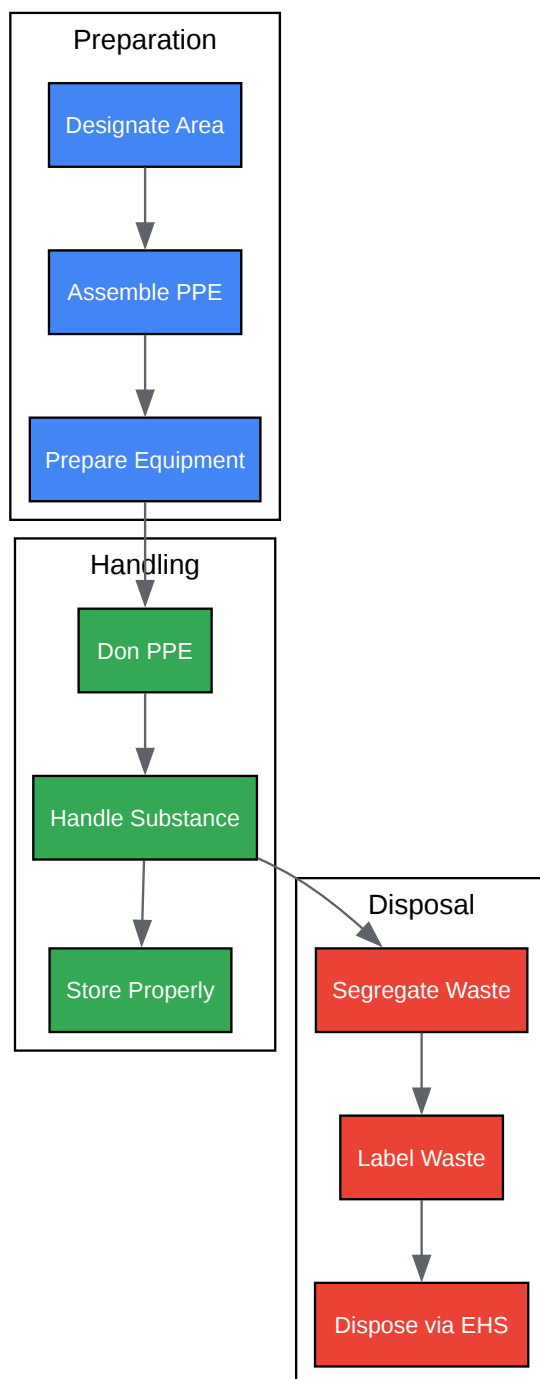 Preparation
Designate Area
Assemble PPE
Prepare Equipment
Handling
Don PPE
Handle Substance
Store Properly
Disposal
Segregate Waste
Label Waste
Dispose via EHS